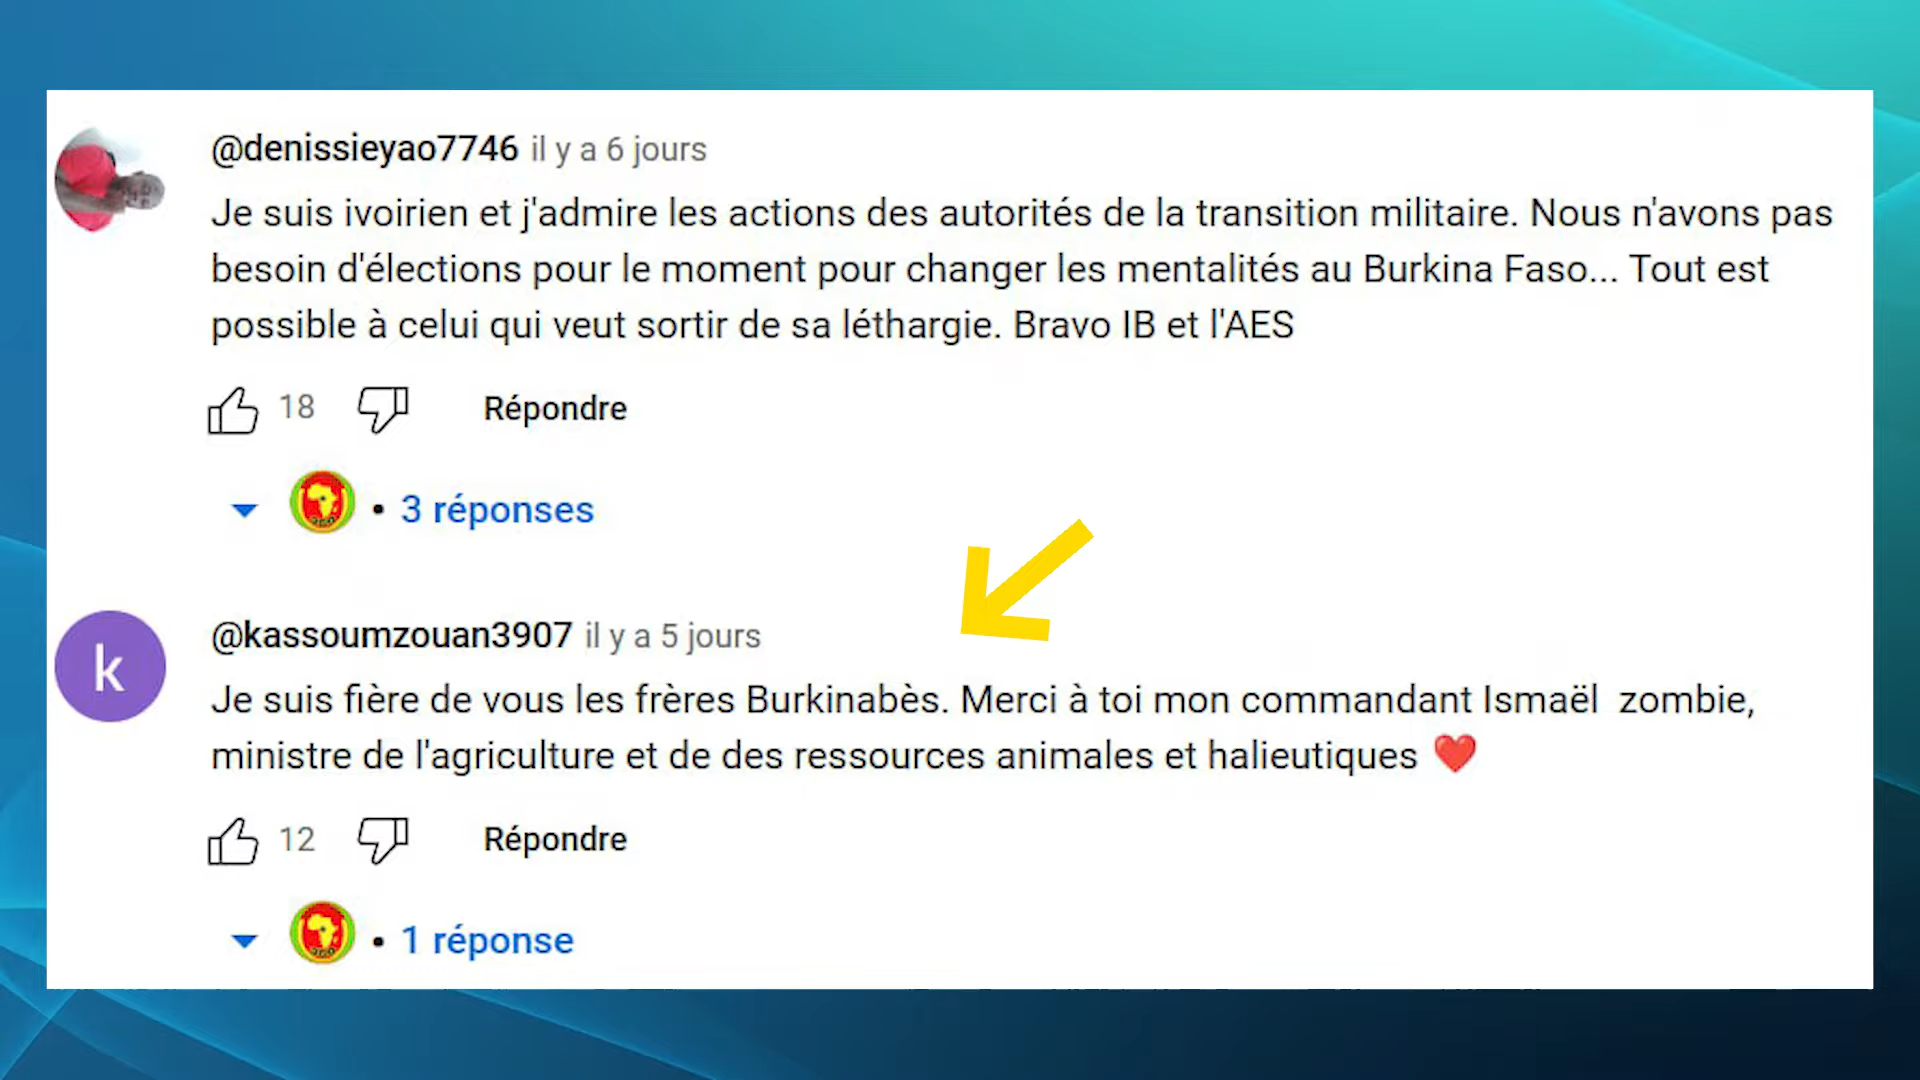 @denissieyao7746 il y a 6 jours
Je suis ivoirien et j'admire les actions des autorités de la transition militaire. Nous n'avons pas
besoin d'élections pour le moment pour changer les mentalités au Burkina Faso... Tout est
possible à celui qui veut sortir de sa léthargie. Bravo IB et l'AES
18 Répondre
• 3 réponses
k @kassoumzouan3907 il y a 5 jours
Je suis fière de vous les frères Burkinabès. Merci à toi mon commandant Ismaël  zombie,
ministre de l'agriculture et de des ressources animales et halieutiques ❤️
12 Répondre
• 1 réponse